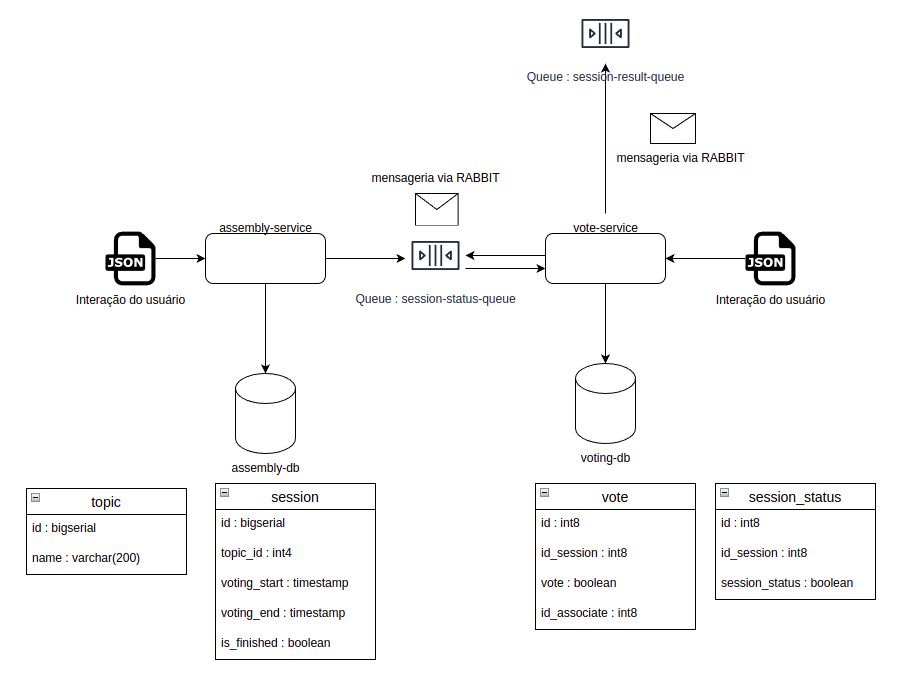 Queue : session-result-queue
mensageria via RABBIT
mensageria via RABBIT
assembly-service
vote-service
JSON
JSON
Interação do usuário
Queue : session-status-queue
Interação do usuário
assembly-db
voting-db
topic
id : bigserial
name : varchar(200)
session
id : bigserial
topic_id : int4
voting_start : timestamp
voting_end : timestamp
is_finished : boolean
vote
id : int8
id_session : int8
vote : boolean
id_associate : int8
session_status
id : int8
id_session : int8
session_status : boolean